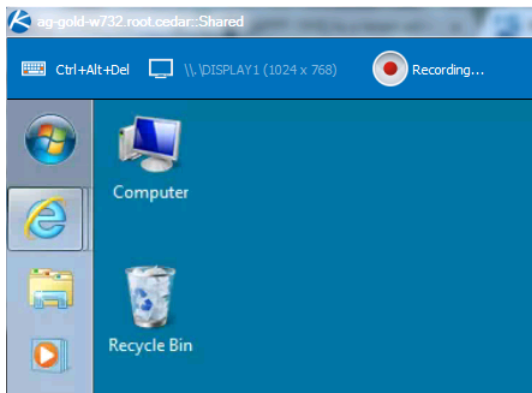 ag-gold-w732.root.cedar::Shared
Ctrl+Alt+Del \\.\DISPLAY1 (1024 x 768) Recording...
Computer
Recycle Bin